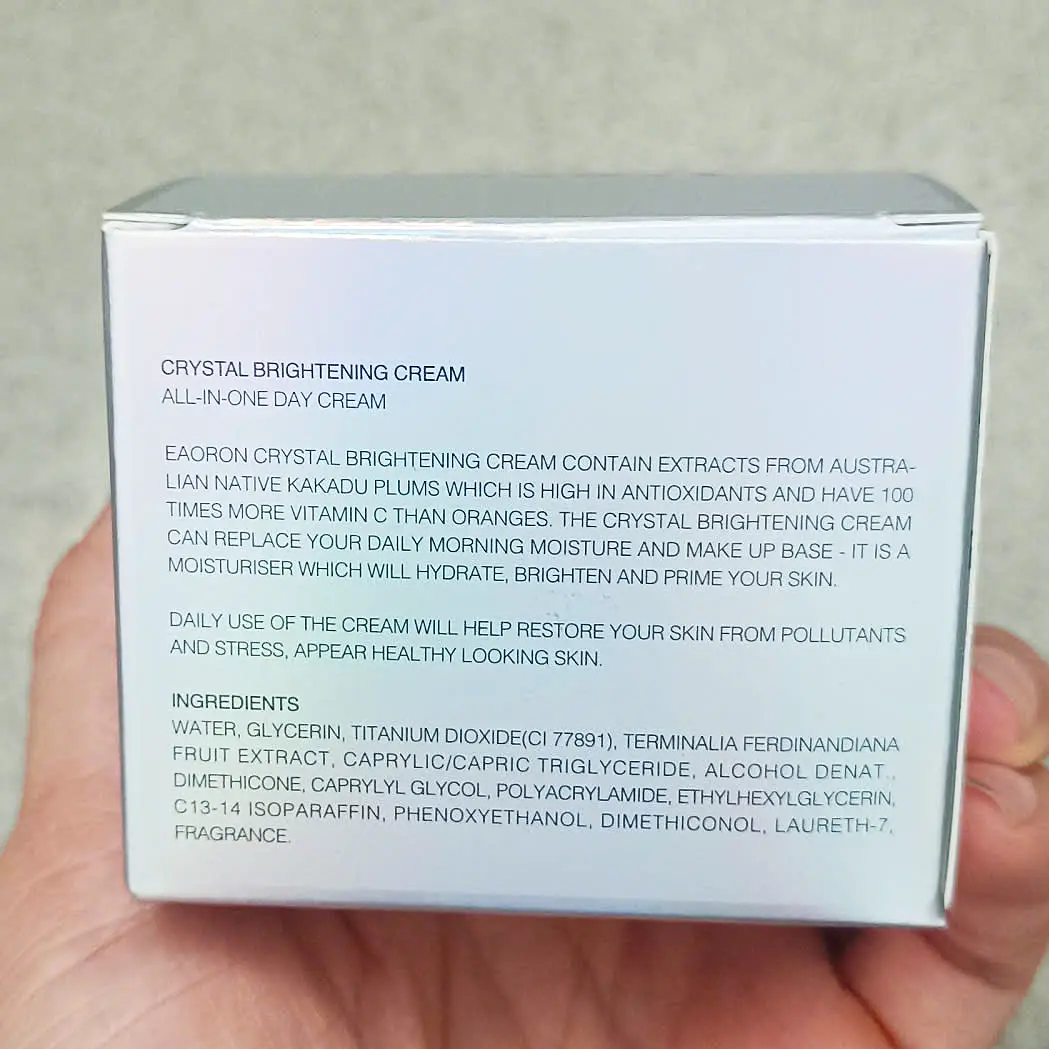 CRYSTAL BRIGHTENING CREAM
ALL-IN-ONE DAY CREAM
EAORON CRYSTAL BRIGHTENING CREAM CONTAIN EXTRACTS FROM AUSTRA-
LIAN NATIVE KAKADU PLUMS WHICH IS HIGH IN ANTIOXIDANTS AND HAVE 100
TIMES MORE VITAMIN C THAN ORANGES. THE CRYSTAL BRIGHTENING CREAM
CAN REPLACE YOUR DAILY MORNING MOISTURE AND MAKE UP BASE - IT IS A
MOISTURISER WHICH WILL HYDRATE, BRIGHTEN AND PRIME YOUR SKIN.
DAILY USE OF THE CREAM WILL HELP RESTORE YOUR SKIN FROM POLLUTANTS
AND STRESS, APPEAR HEALTHY LOOKING SKIN.
INGREDIENTS
WATER, GLYCERIN, TITANIUM DIOXIDE(CI 77891), TERMINALIA FERDINANDIANA
FRUIT EXTRACT, CAPRYLIC/CAPRIC TRIGLYCERIDE, ALCOHOL DENAT.,
DIMETHICONE, CAPRYLYL GLYCOL, POLYACRYLAMIDE, ETHYLHEXYLGLYCERIN,
C13-14 ISOPARAFFIN, PHENOXYETHANOL, DIMETHICONOL, LAURETH-7,
FRAGRANCE.